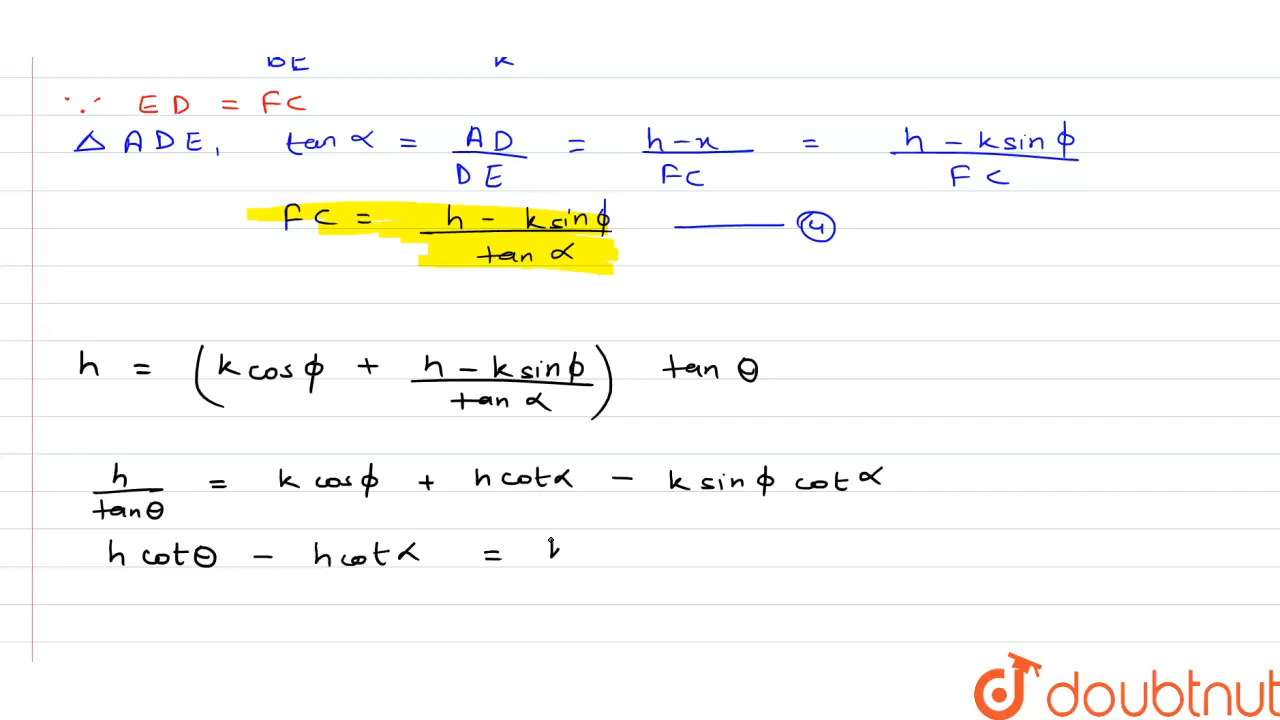 DE K
∵ ED = FC
△ ADE, tan α = AD/DE = h-x/FC = h - k sin ϕ/FC
FC = h - k sin ϕ/tan α ——— ④
h = (k cos ϕ + h - k sin ϕ/tan α) tan θ
h/tan θ = k cos ϕ + h cot α - k sin ϕ cot α
h cot θ - h cot α =
doubtnut